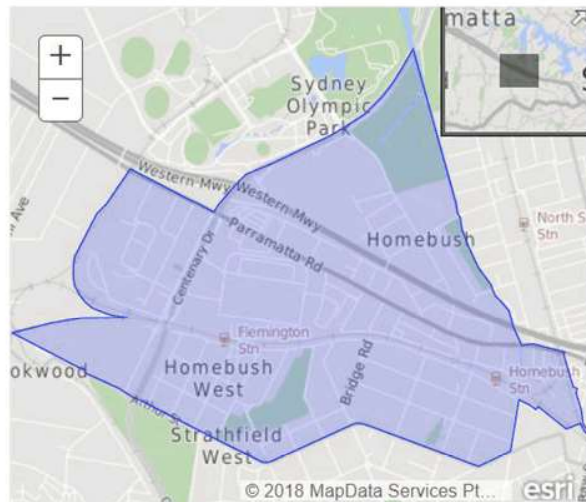 matta
+
−
S
Sydney
Olympic
Park
Western Mwy
Western Mwy
Ave
Parramatta Rd
Centenary Dr
Homebush
North S
Stn
Flemington
Stn
Homebush
West
Bridge Rd
Homebush
Stn
okwood
Arthur St
Strathfield
West
© 2018 MapData Services Pt...
esri